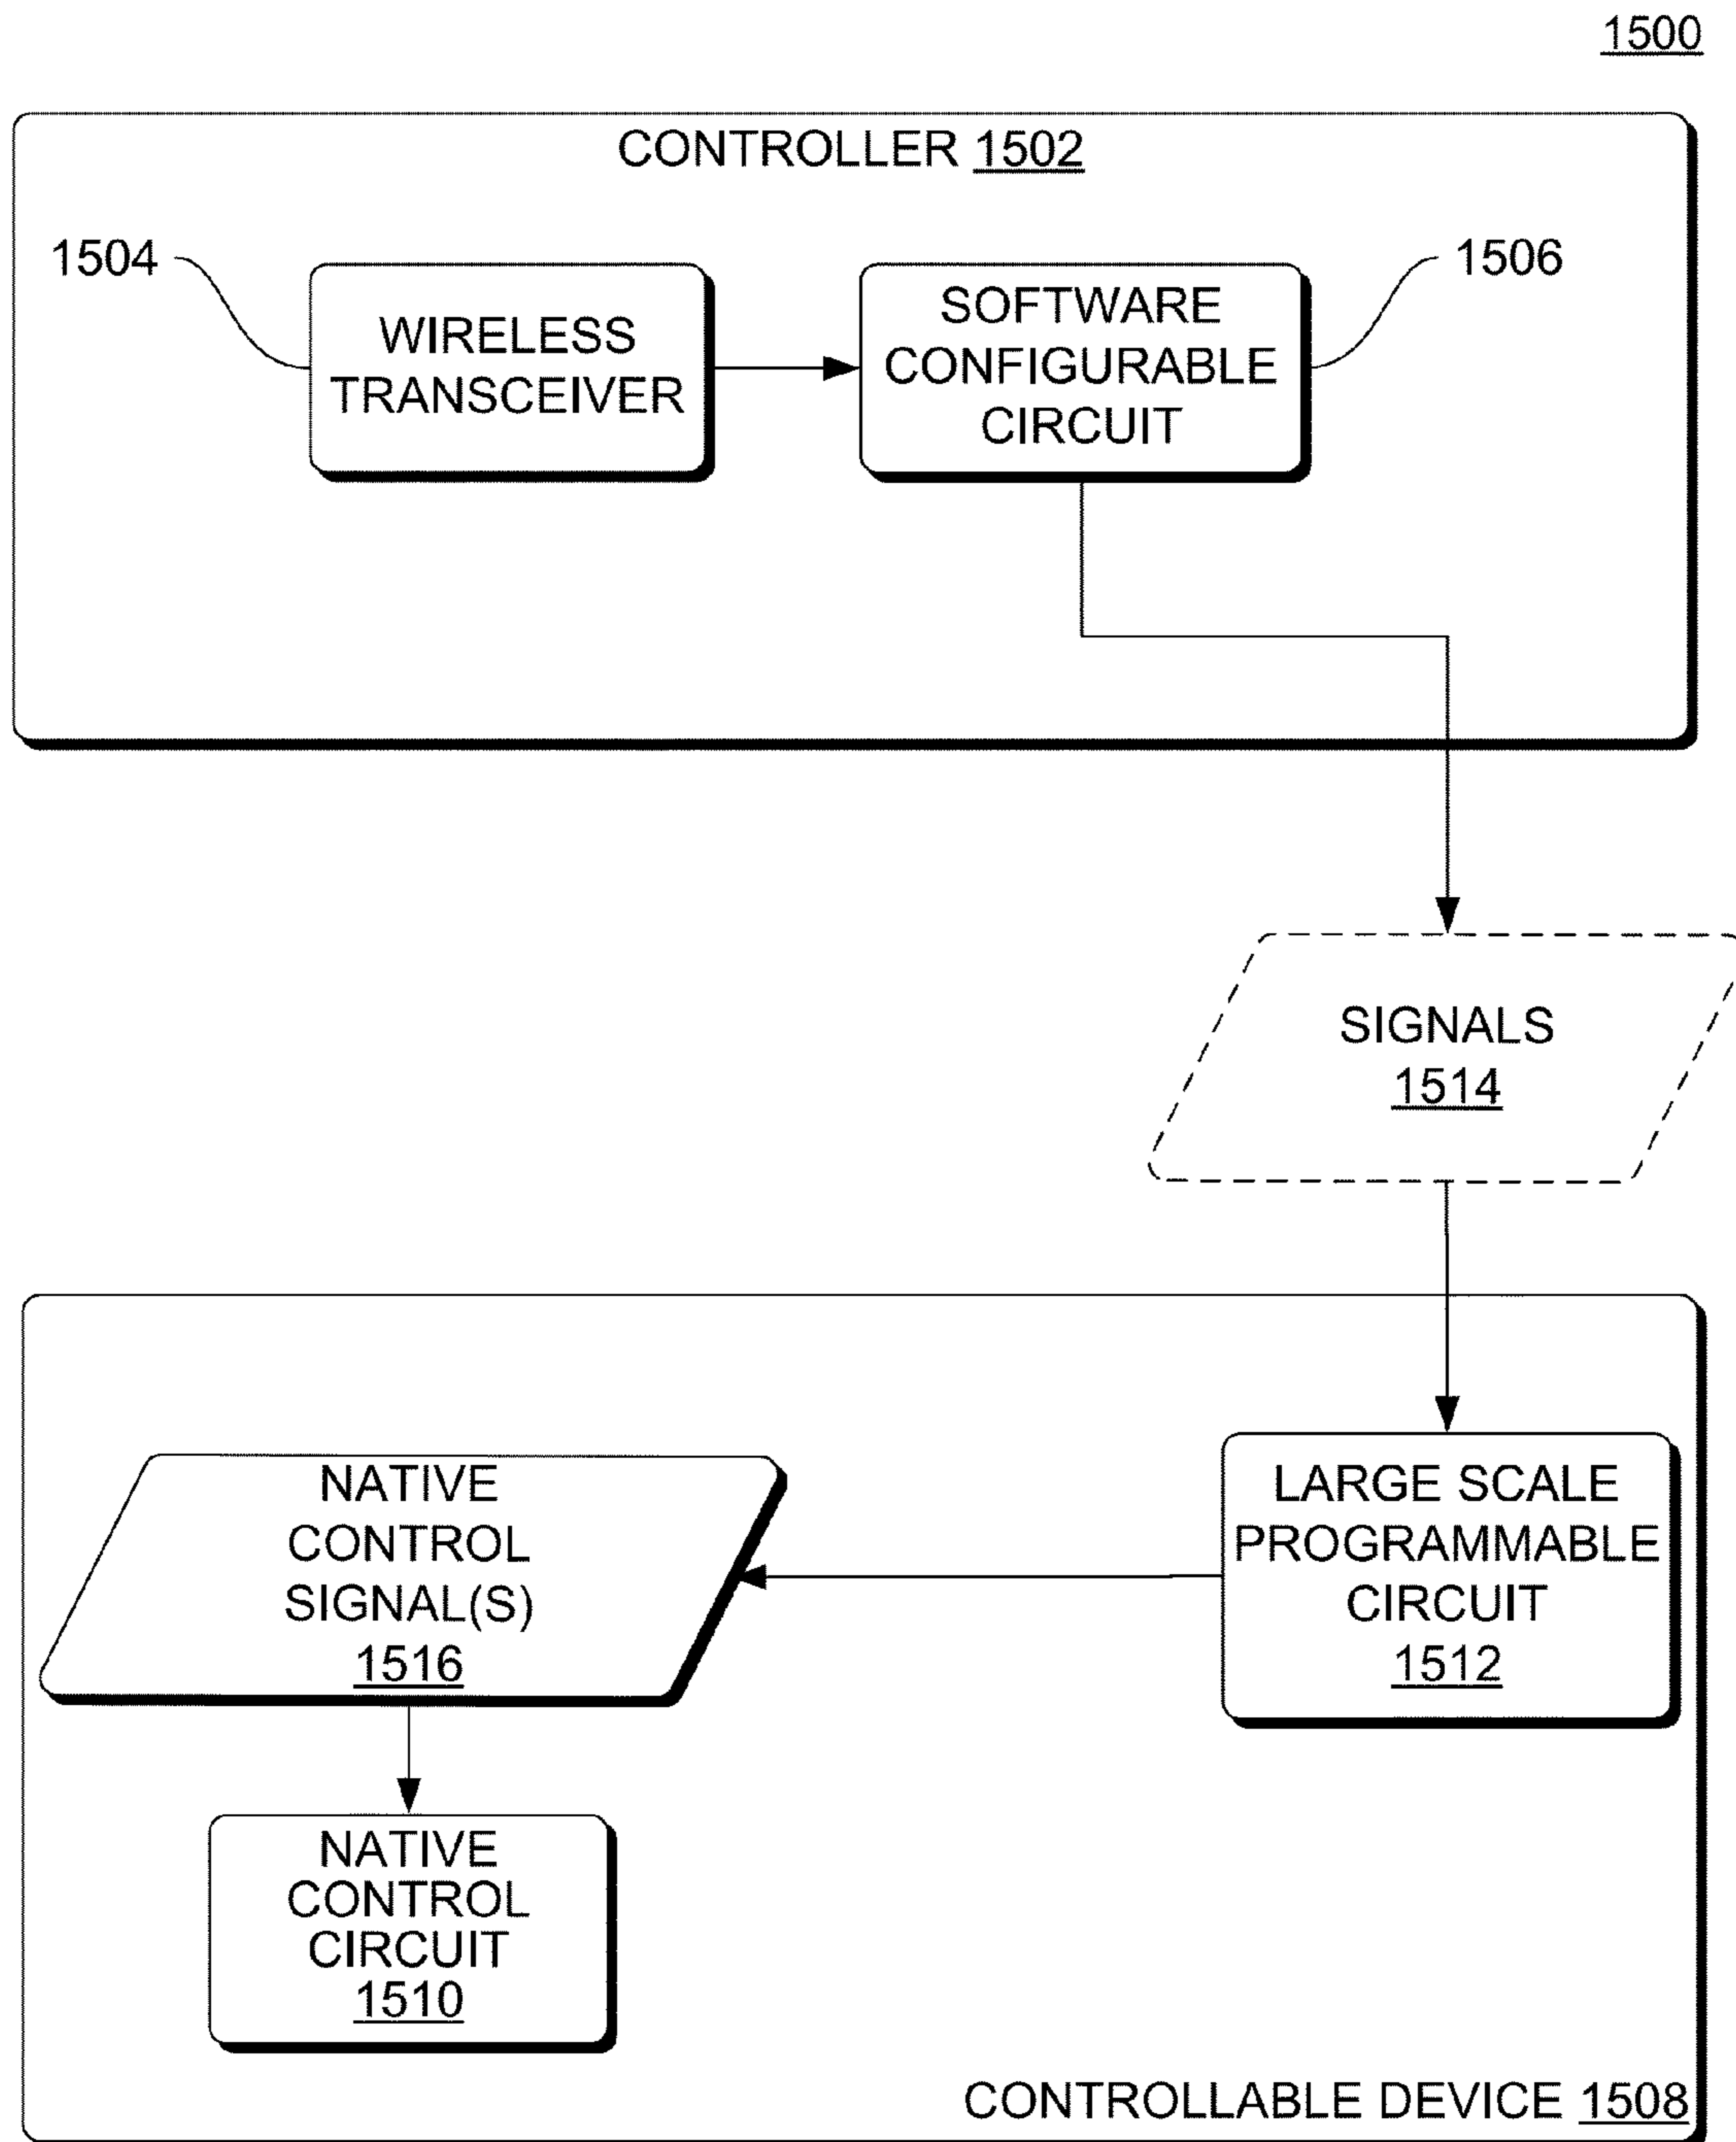 1500
CONTROLLER 1502
1504
WIRELESS
TRANSCEIVER
SOFTWARE
CONFIGURABLE
CIRCUIT
1506
SIGNALS
1514
LARGE SCALE
PROGRAMMABLE
CIRCUIT
1512
NATIVE
CONTROL
SIGNAL(S)
1516
NATIVE
CONTROL
CIRCUIT
1510
CONTROLLABLE DEVICE 1508